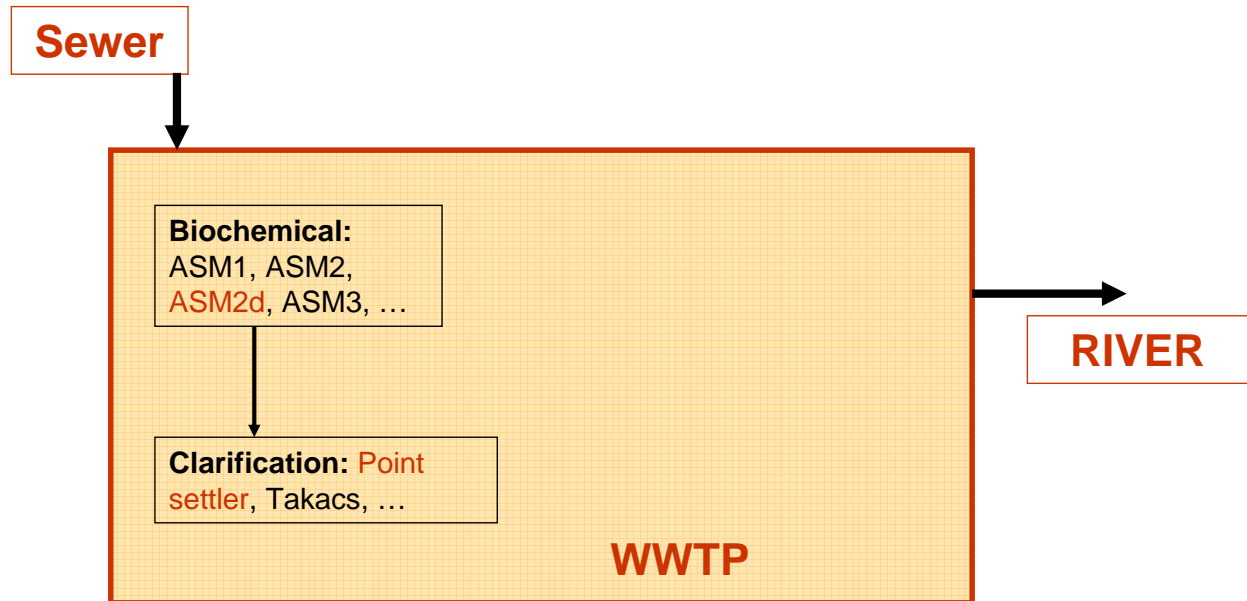 Sewer
Biochemical:
ASM1, ASM2,
ASM2d, ASM3, …
RIVER
Clarification: Point
settler, Takacs, …
WWTP